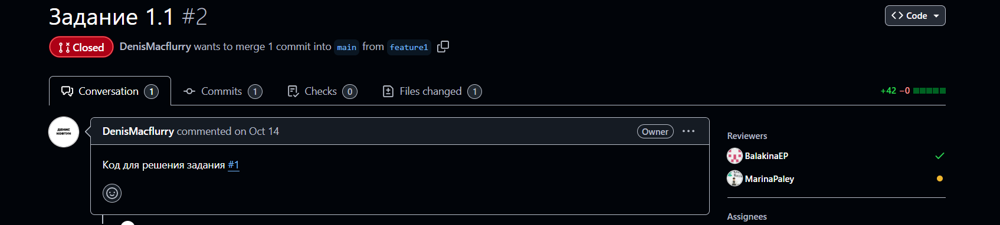 Задание 1.1 #2
Code
Closed
DenisMacflurry wants to merge 1 commit into main from feature1
Conversation 1
Commits 1
Checks 0
Files changed 1
+42 −0
ДЕНИС
КОВТУН
DenisMacflurry commented on Oct 14
Owner
Код для решения задания #1
Reviewers
BalakinaEP
MarinaPaley
Assignees